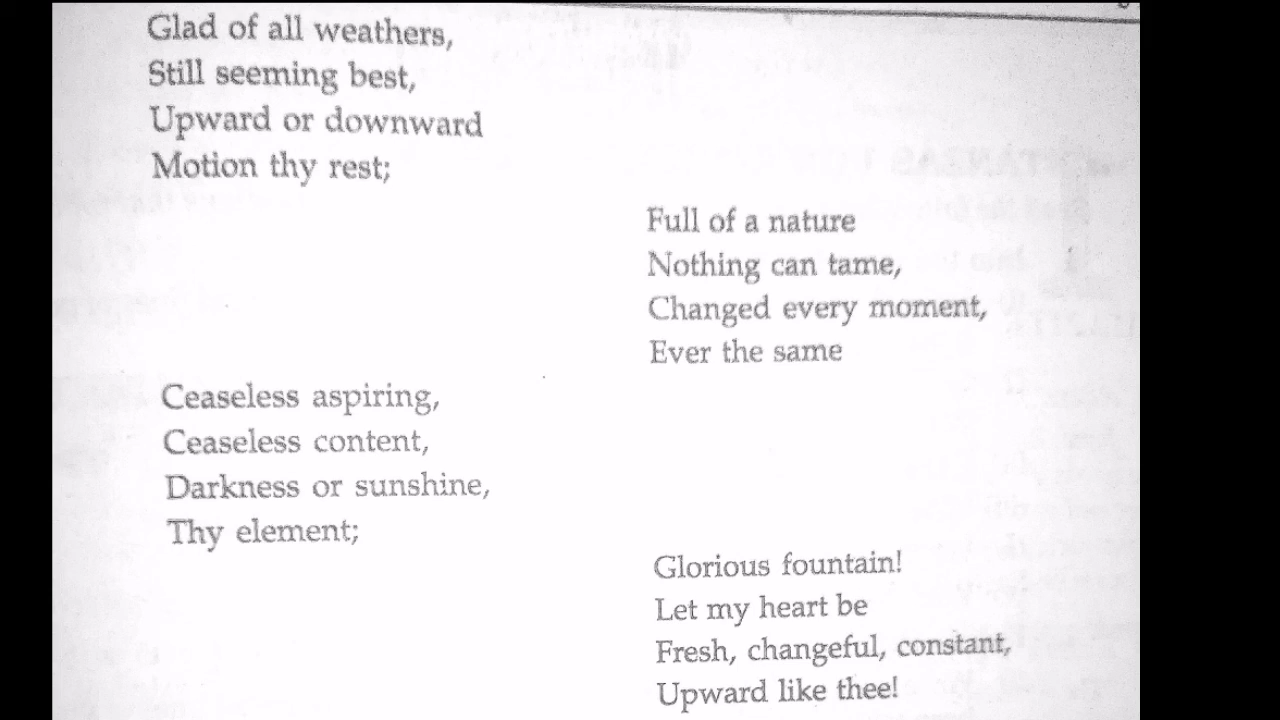 Glad of all weathers,
Still seeming best,
Upward or downward
Motion thy rest;
Full of a nature
Nothing can tame,
Changed every moment,
Ever the same
Ceaseless aspiring,
Ceaseless content,
Darkness or sunshine,
Thy element;
Glorious fountain!
Let my heart be
Fresh, changeful, constant,
Upward like thee!